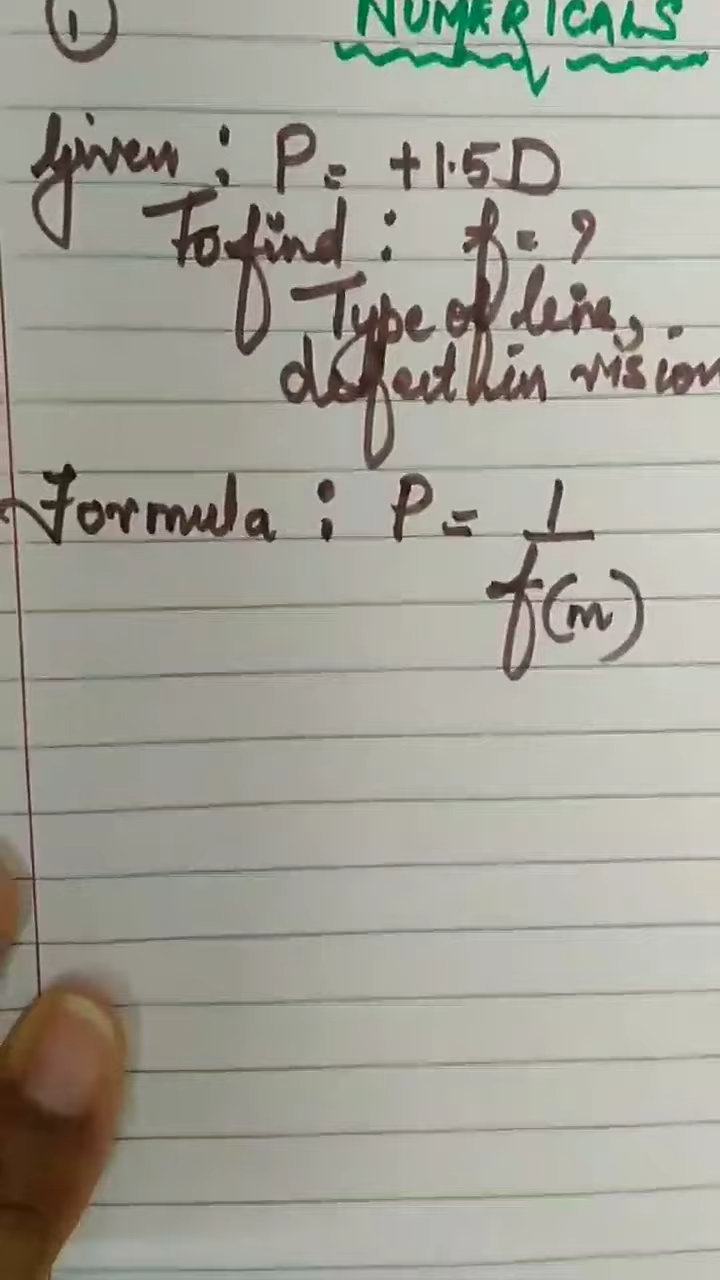 ① NUMERICALS
Given : P = +1.5D
To find : f = ?
Type of lens,
defect in vision
Formula : P = 1
f(m)